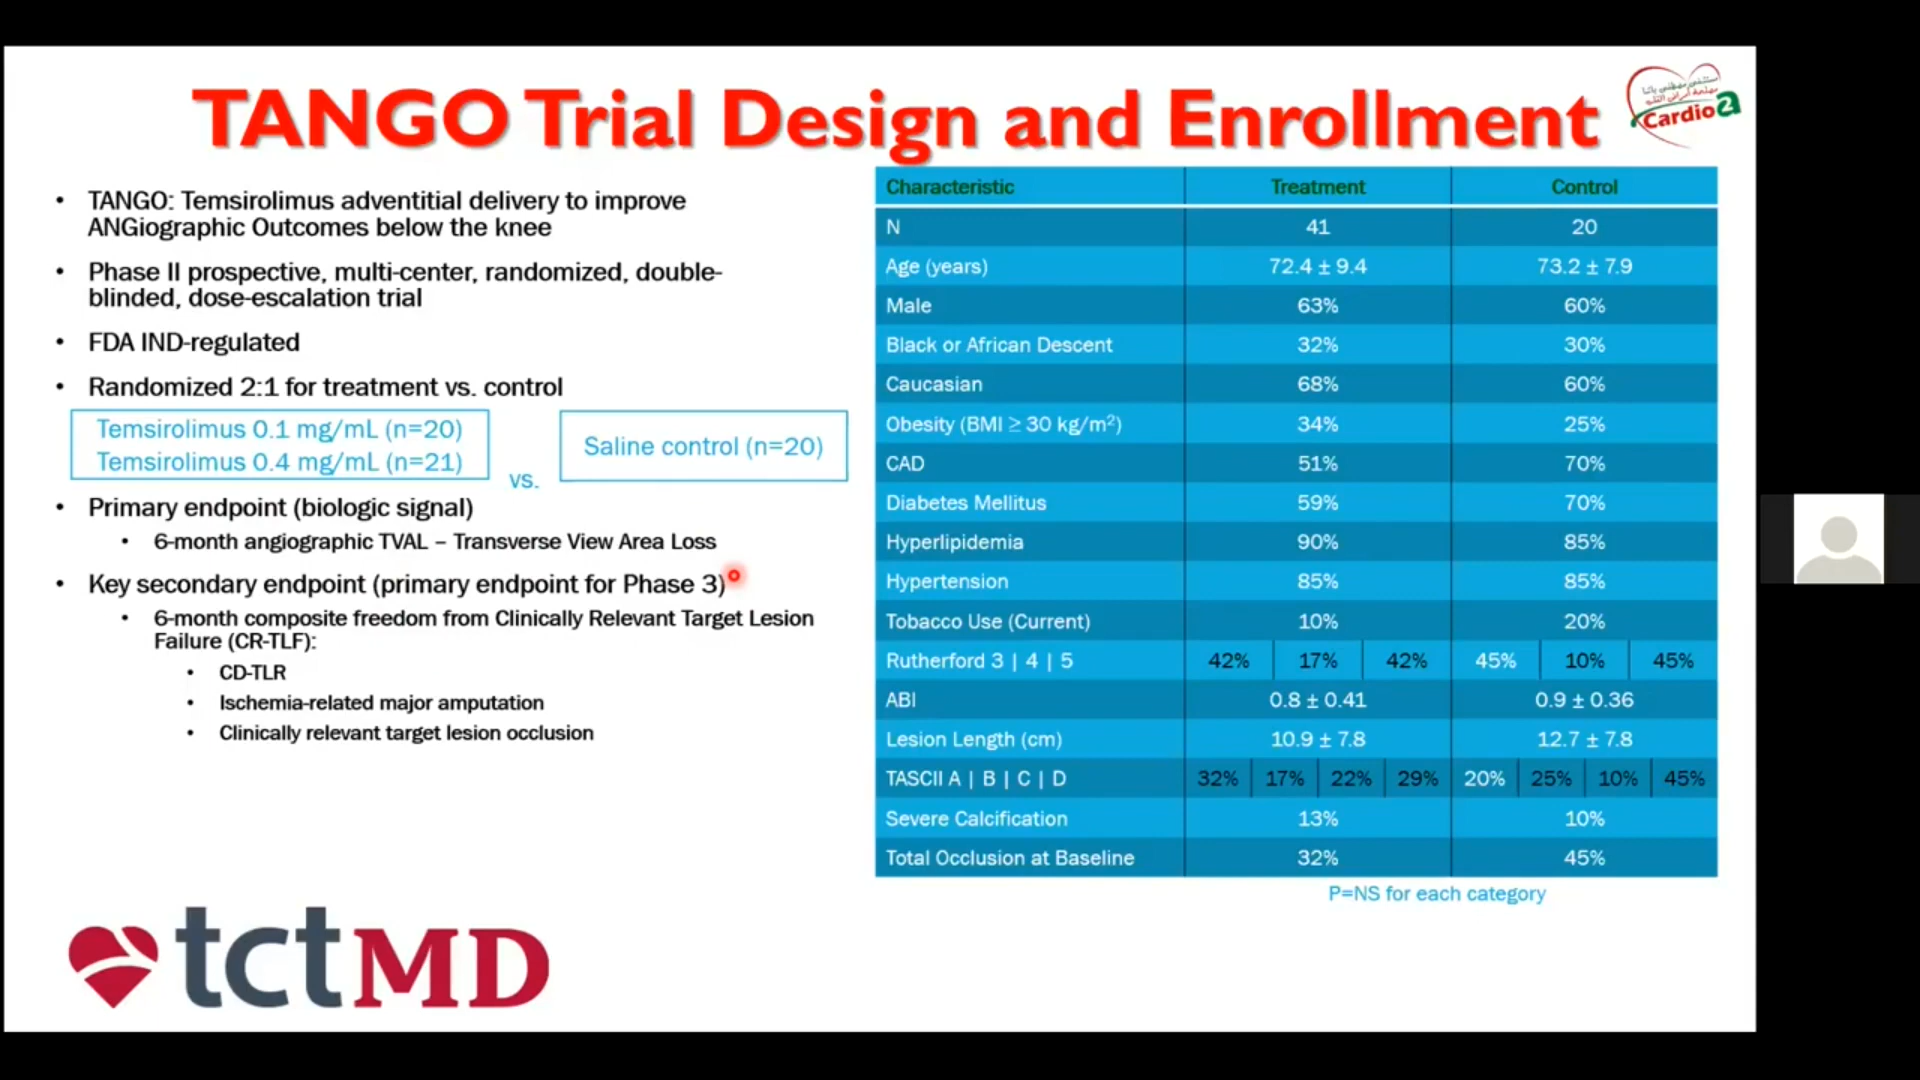 TANGO Trial Design and Enrollment
مستشفى مصطفى باشا
مصلحة أمراض القلب
Cardio a2
• TANGO: Temsirolimus adventitial delivery to improve
ANGiographic Outcomes below the knee
• Phase II prospective, multi-center, randomized, double-
blinded, dose-escalation trial
• FDA IND-regulated
• Randomized 2:1 for treatment vs. control
Temsirolimus 0.1 mg/mL (n=20)
Temsirolimus 0.4 mg/mL (n=21)
vs.
Saline control (n=20)
• Primary endpoint (biologic signal)
• 6-month angiographic TVAL – Transverse View Area Loss
• Key secondary endpoint (primary endpoint for Phase 3)
• 6-month composite freedom from Clinically Relevant Target Lesion
Failure (CR-TLF):
• CD-TLR
• Ischemia-related major amputation
• Clinically relevant target lesion occlusion
Characteristic Treatment Control
N 41 20
Age (years) 72.4 ± 9.4 73.2 ± 7.9
Male 63% 60%
Black or African Descent 32% 30%
Caucasian 68% 60%
Obesity (BMI ≥ 30 kg/m²) 34% 25%
CAD 51% 70%
Diabetes Mellitus 59% 70%
Hyperlipidemia 90% 85%
Hypertension 85% 85%
Tobacco Use (Current) 10% 20%
Rutherford 3 | 4 | 5 42% 17% 42% 45% 10% 45%
ABI 0.8 ± 0.41 0.9 ± 0.36
Lesion Length (cm) 10.9 ± 7.8 12.7 ± 7.8
TASCII A | B | C | D 32% 17% 22% 29% 20% 25% 10% 45%
Severe Calcification 13% 10%
Total Occlusion at Baseline 32% 45%
P=NS for each category
tctMD